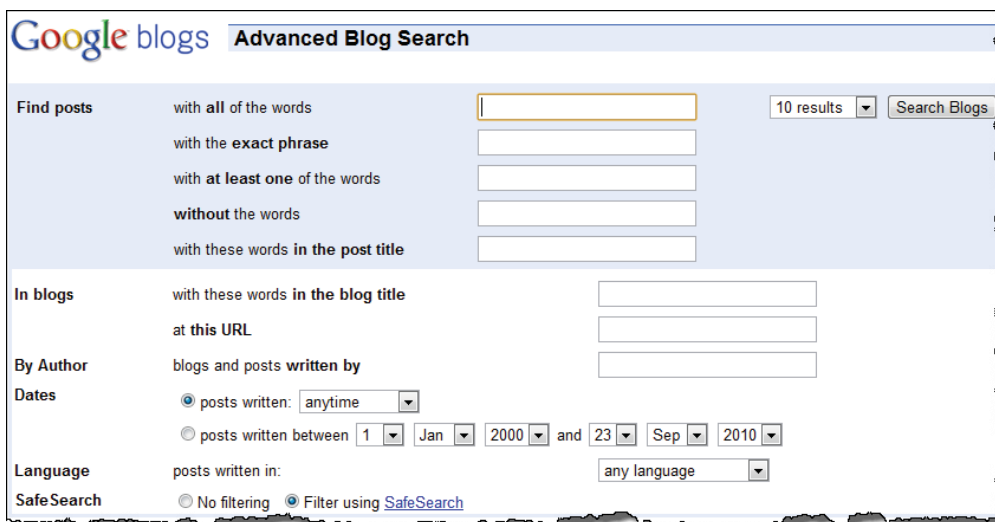 Google blogs Advanced Blog Search
Find posts with all of the words 10 results Search Blogs
with the exact phrase
with at least one of the words
without the words
with these words in the post title
In blogs with these words in the blog title
at this URL
By Author blogs and posts written by
Dates posts written: anytime
posts written between 1 Jan 2000 and 23 Sep 2010
Language posts written in: any language
SafeSearch No filtering Filter using SafeSearch